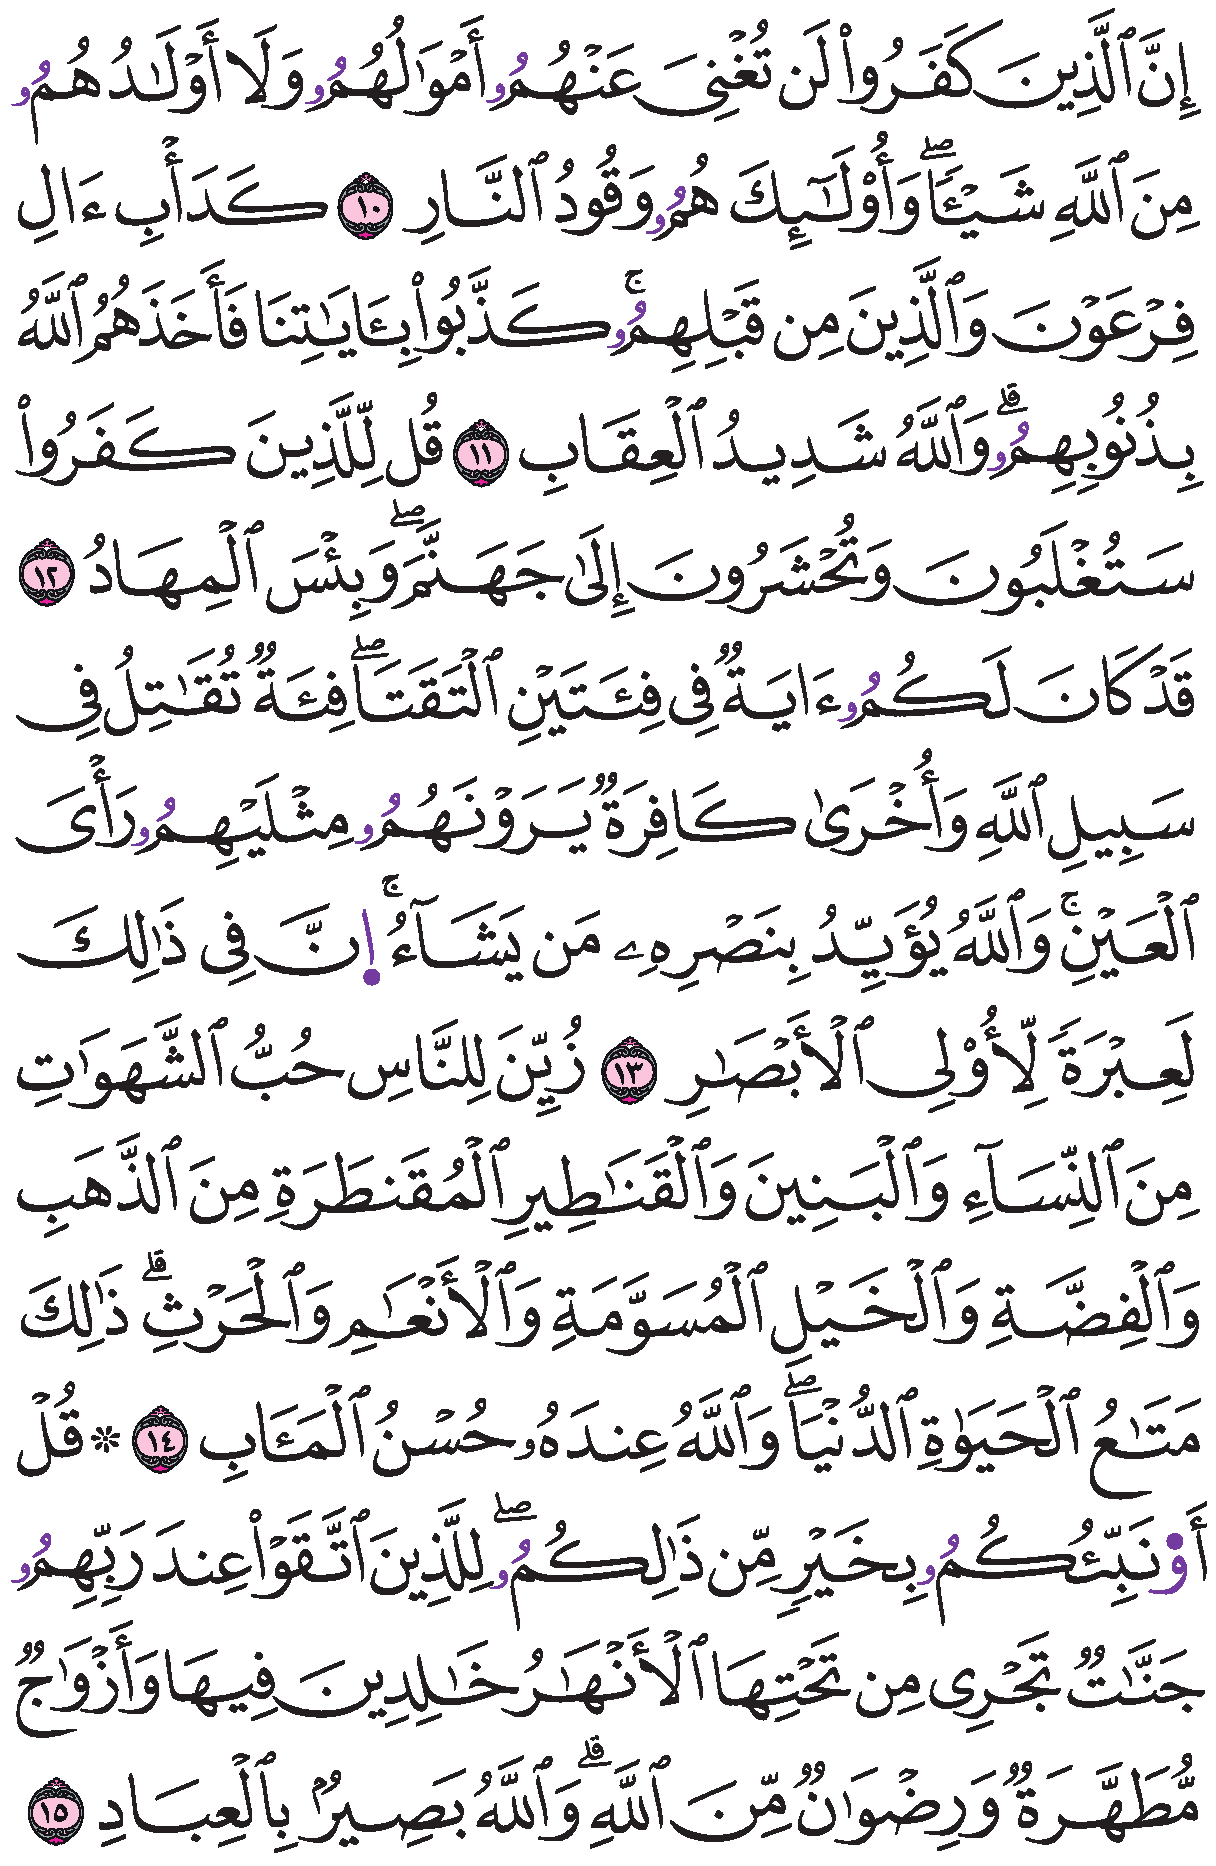 إِنَّ ٱلَّذِينَ كَفَرُواْ لَن تُغْنِيَ عَنْهُمُۥ أَمْوَٰلُهُمُۥ وَلَا أَوْلَٰدُهُمُۥ
مِنَ ٱللَّهِ شَيْـًٔاۖ وَأُوْلَٰٓئِكَ هُمُۥ وَقُودُ ٱلنَّارِ ١٠ كَدَأْبِ ءَالِ
فِرْعَوْنَ وَٱلَّذِينَ مِن قَبْلِهِمُۥۚ كَذَّبُواْ بِـَٔايَٰتِنَا فَأَخَذَهُمُ ٱللَّهُ
بِذُنُوبِهِمُۥۗ وَٱللَّهُ شَدِيدُ ٱلْعِقَابِ ١١ قُل لِّلَّذِينَ كَفَرُواْ
سَتُغْلَبُونَ وَتُحْشَرُونَ إِلَىٰ جَهَنَّمَۖ وَبِئْسَ ٱلْمِهَادُ ١٢
قَدْ كَانَ لَكُمُۥ ءَايَةٌ فِي فِئَتَيْنِ ٱلْتَقَتَاۖ فِئَةٌ تُقَٰتِلُ فِي
سَبِيلِ ٱللَّهِ وَأُخْرَىٰ كَافِرَةٌ يَرَوْنَهُمُۥ مِثْلَيْهِمُۥ رَأْيَ
ٱلْعَيْنِۚ وَٱللَّهُ يُؤَيِّدُ بِنَصْرِهِۦ مَن يَشَآءُۚ اِ۪نَّ فِي ذَٰلِكَ
لَعِبْرَةً لِّأُوْلِي ٱلْأَبْصَٰرِ ١٣ زُيِّنَ لِلنَّاسِ حُبُّ ٱلشَّهَوَٰتِ
مِنَ ٱلنِّسَآءِ وَٱلْبَنِينَ وَٱلْقَنَٰطِيرِ ٱلْمُقَنطَرَةِ مِنَ ٱلذَّهَبِ
وَٱلْفِضَّةِ وَٱلْخَيْلِ ٱلْمُسَوَّمَةِ وَٱلْأَنْعَٰمِ وَٱلْحَرْثِۗ ذَٰلِكَ
مَتَٰعُ ٱلْحَيَوٰةِ ٱلدُّنْيَاۖ وَٱللَّهُ عِندَهُۥ حُسْنُ ٱلْمَـَٔابِ ١٤ ۞ قُلْ
أَو۬نَبِّئُكُمُۥ بِخَيْرٍ مِّن ذَٰلِكُمُۥۖ لِلَّذِينَ ٱتَّقَوْاْ عِندَ رَبِّهِمُۥ
جَنَّٰتٌ تَجْرِي مِن تَحْتِهَا ٱلْأَنْهَٰرُ خَٰلِدِينَ فِيهَا وَأَزْوَٰجٌ
مُّطَهَّرَةٌ وَرِضْوَٰنٌ مِّنَ ٱللَّهِۗ وَٱللَّهُ بَصِيرٌۢ بِٱلْعِبَادِ ١٥